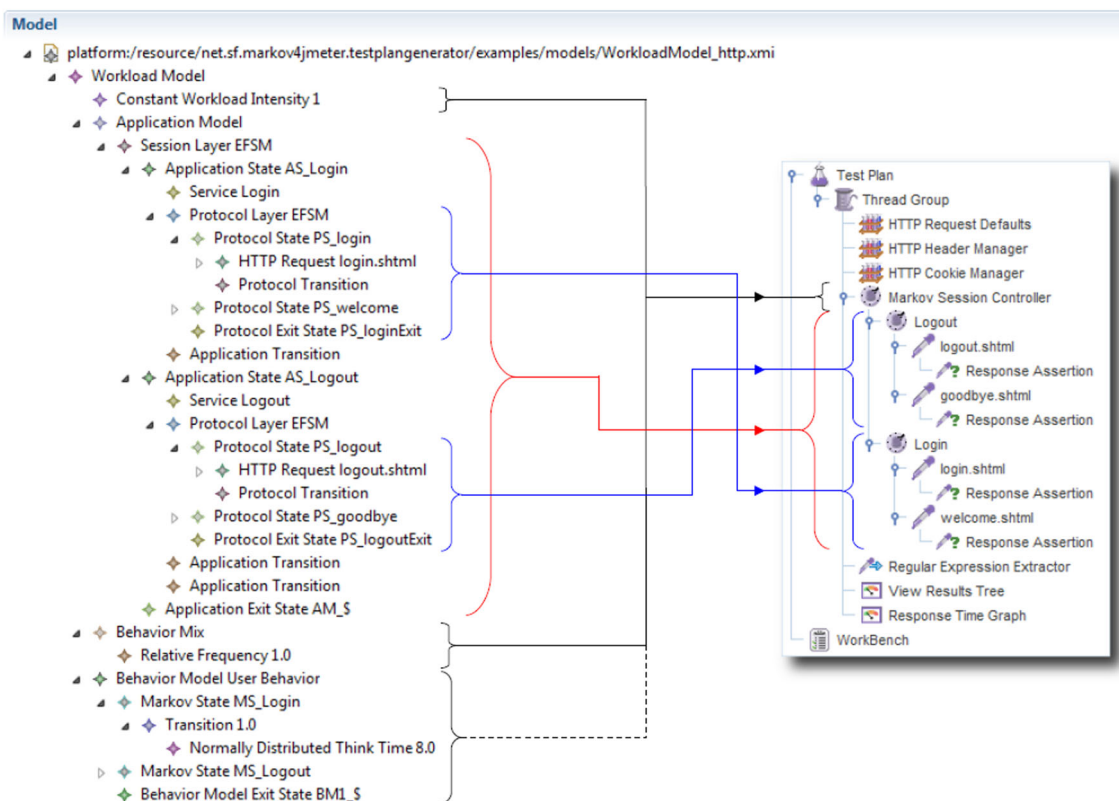 Model
platform:/resource/net.sf.markov4jmeter.testplangenerator/examples/models/WorkloadModel_http.xmi
Workload Model
Constant Workload Intensity 1
Application Model
Session Layer EFSM
Application State AS_Login
Service Login
Protocol Layer EFSM
Protocol State PS_login
HTTP Request login.shtml
Protocol Transition
Protocol State PS_welcome
Protocol Exit State PS_loginExit
Application Transition
Application State AS_Logout
Service Logout
Protocol Layer EFSM
Protocol State PS_logout
HTTP Request logout.shtml
Protocol Transition
Protocol State PS_goodbye
Protocol Exit State PS_logoutExit
Application Transition
Application Transition
Application Exit State AM_$
Behavior Mix
Relative Frequency 1.0
Behavior Model User Behavior
Markov State MS_Login
Transition 1.0
Normally Distributed Think Time 8.0
Markov State MS_Logout
Behavior Model Exit State BM1_$
Test Plan
Thread Group
HTTP Request Defaults
HTTP Header Manager
HTTP Cookie Manager
Markov Session Controller
Logout
logout.shtml
Response Assertion
goodbye.shtml
Response Assertion
Login
login.shtml
Response Assertion
welcome.shtml
Response Assertion
Regular Expression Extractor
View Results Tree
Response Time Graph
WorkBench